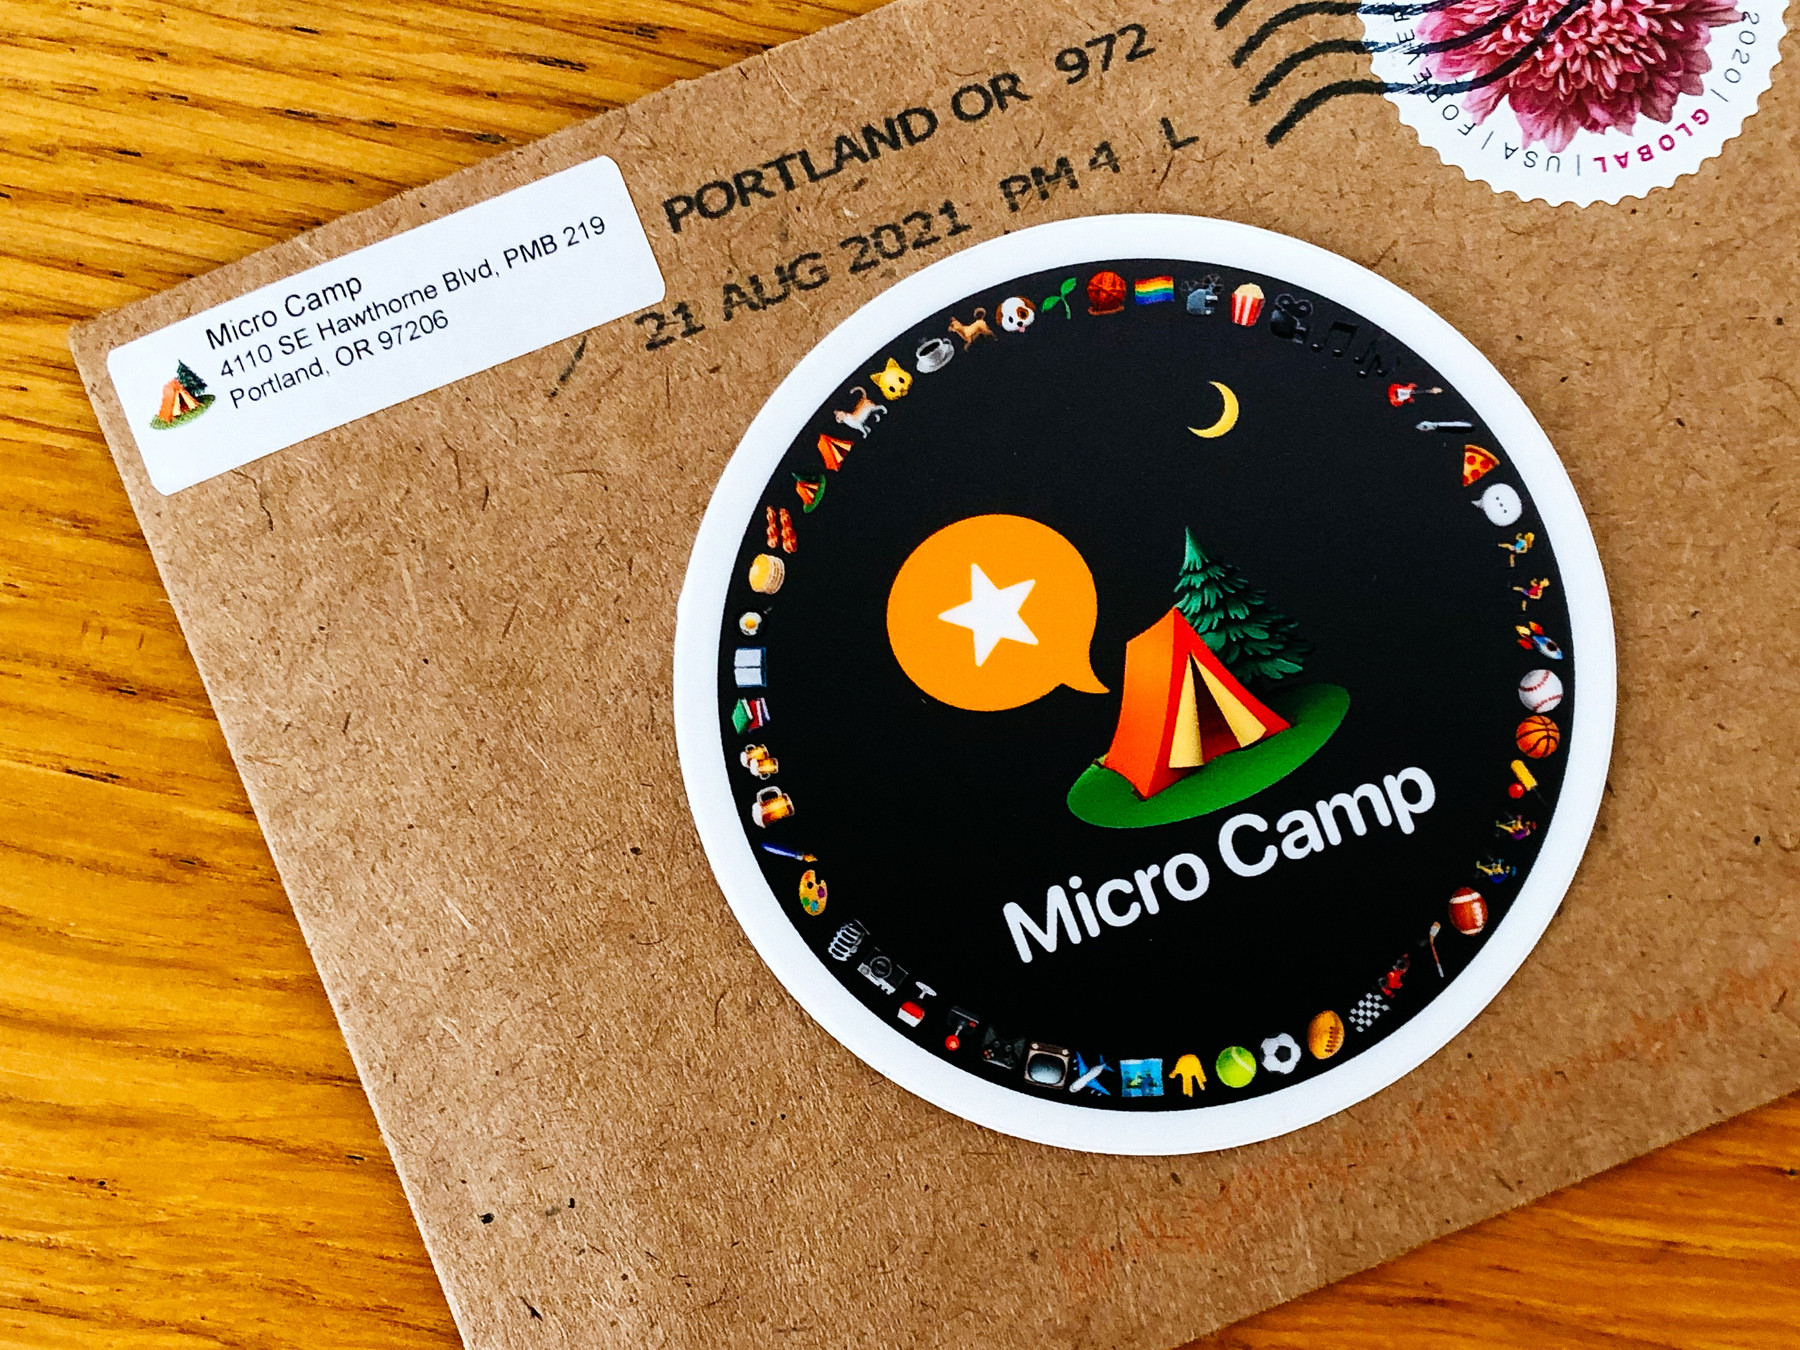 PORTLAND OR 972
21 AUG 2021 PM 4 L
FOREVER | USA | GLOBAL | 2020
Micro Camp
4110 SE Hawthorne Blvd, PMB 219
Portland, OR 97206
Micro Camp